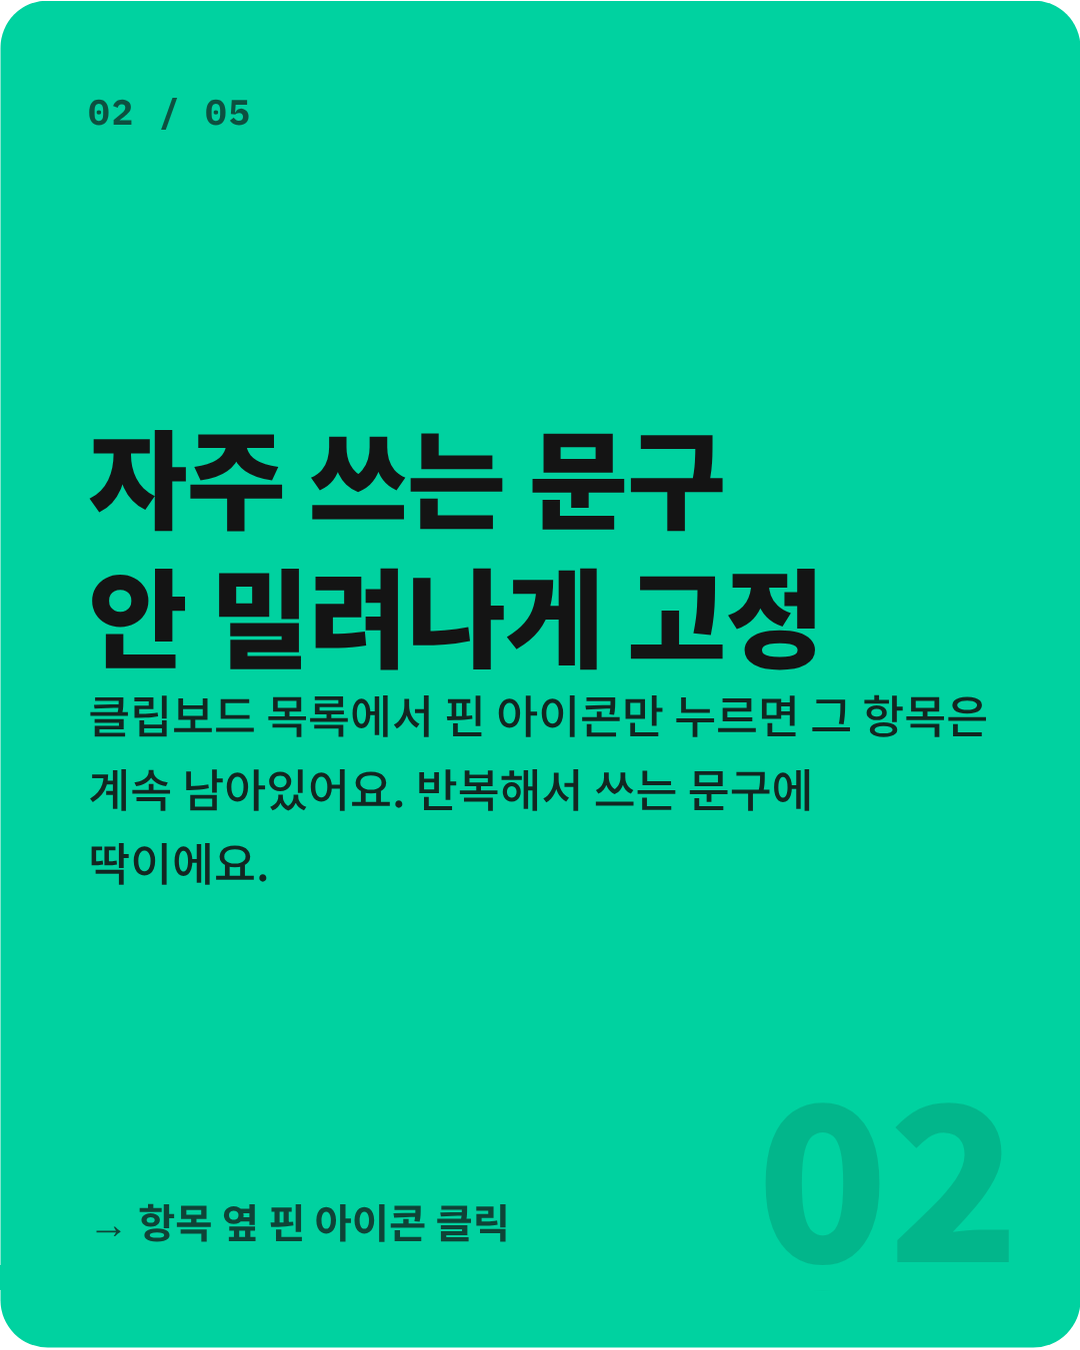 02 / 05
자주 쓰는 문구
안 밀려나게 고정
클립보드 목록에서 핀 아이콘만 누르면 그 항목은
계속 남아있어요. 반복해서 쓰는 문구에
딱이에요.
→ 항목 옆 핀 아이콘 클릭
02